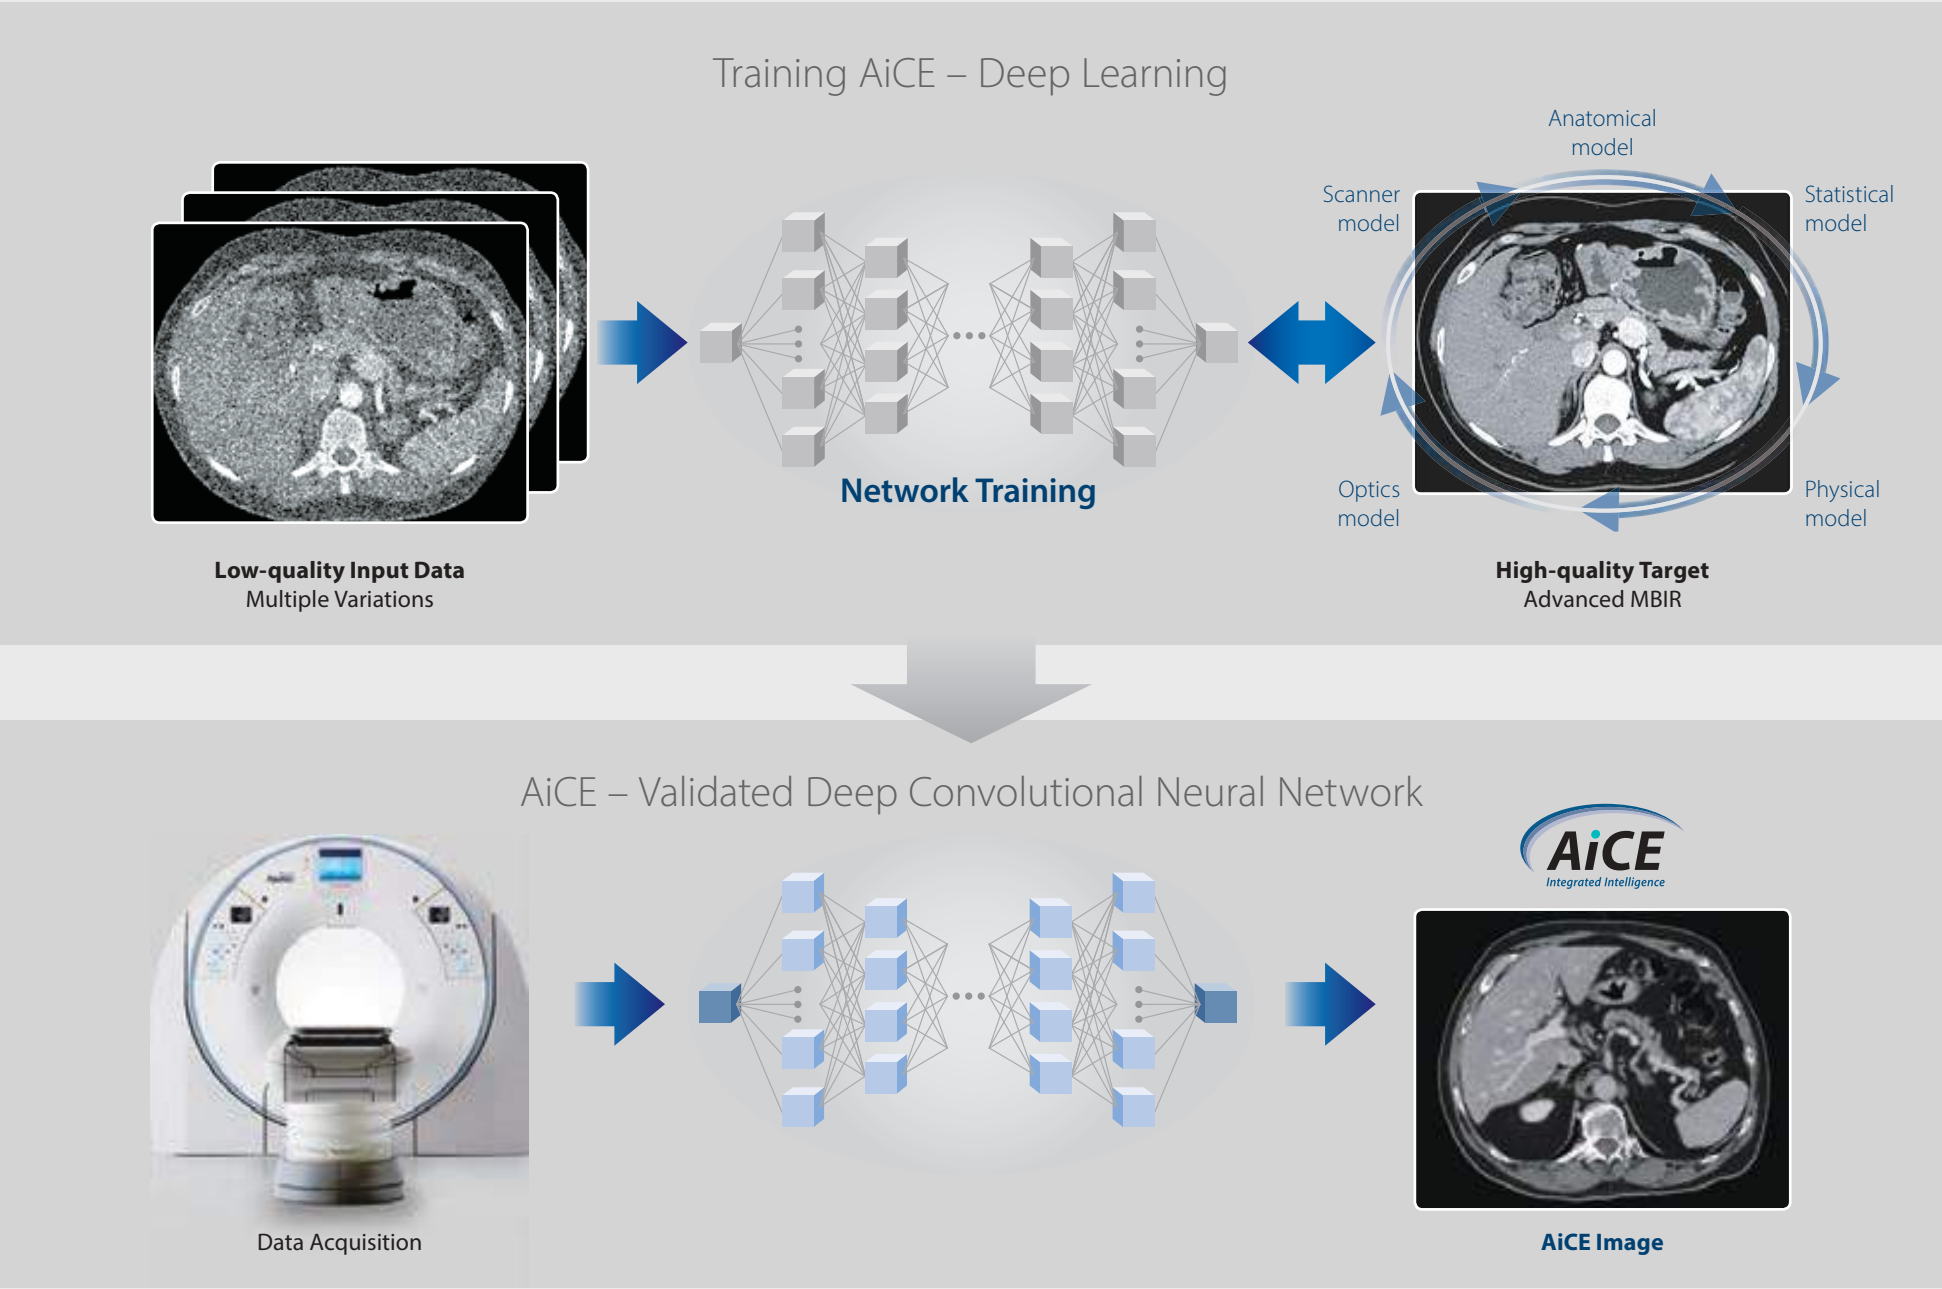 Training AiCE – Deep Learning
Anatomical
model
Scanner
model
Statistical
model
Network Training
Optics
model
Physical
model
Low-quality Input Data
Multiple Variations
High-quality Target
Advanced MBIR
AiCE – Validated Deep Convolutional Neural Network
AiCE
Integrated Intelligence
Data Acquisition
AiCE Image